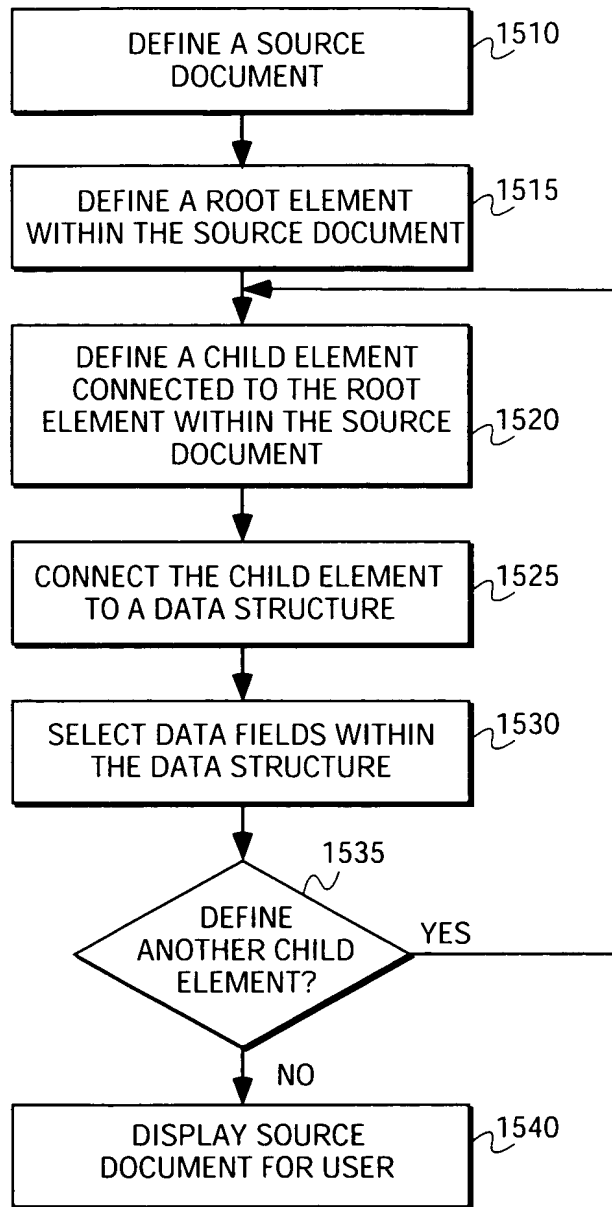 DEFINE A SOURCE
DOCUMENT
1510
DEFINE A ROOT ELEMENT
WITHIN THE SOURCE DOCUMENT
1515
DEFINE A CHILD ELEMENT
CONNECTED TO THE ROOT
ELEMENT WITHIN THE SOURCE
DOCUMENT
1520
CONNECT THE CHILD ELEMENT
TO A DATA STRUCTURE
1525
SELECT DATA FIELDS WITHIN
THE DATA STRUCTURE
1530
1535
DEFINE
ANOTHER CHILD
ELEMENT?
YES
NO
DISPLAY SOURCE
DOCUMENT FOR USER
1540